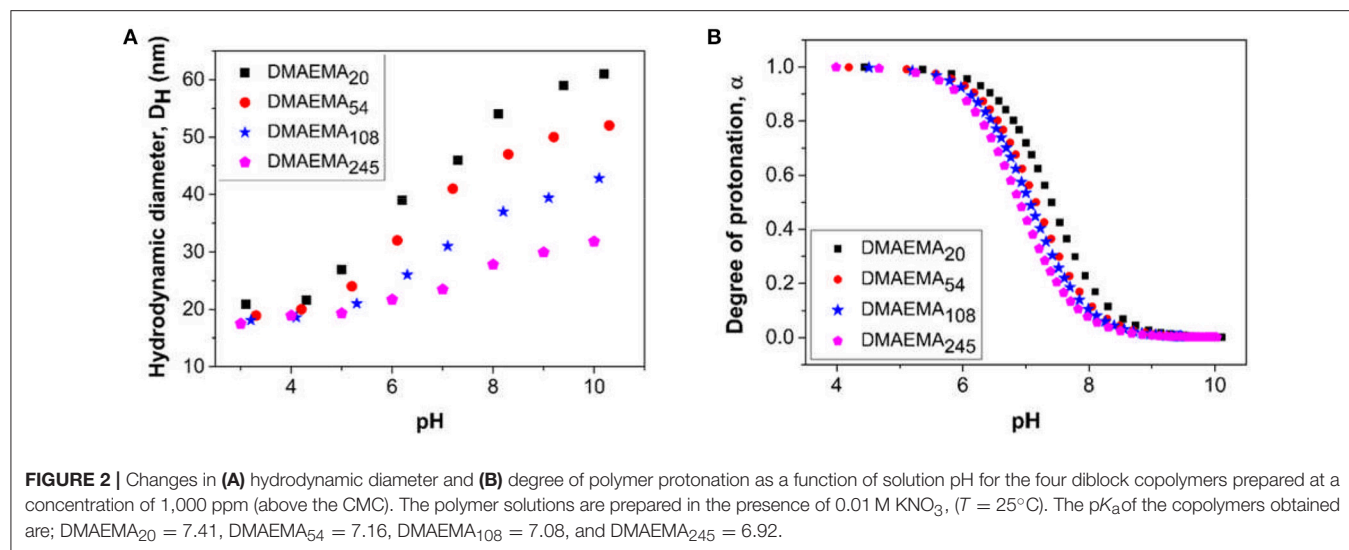 A
Hydrodynamic diameter, D_H (nm)
60
50
40
30
20
10
DMAEMA₂₀
DMAEMA₅₄
DMAEMA₁₀₈
DMAEMA₂₄₅
4 6 8 10
pH
B
Degree of protonation, α
1.0
0.8
0.6
0.4
0.2
0.0
DMAEMA₂₀
DMAEMA₅₄
DMAEMA₁₀₈
DMAEMA₂₄₅
4 6 8 10
pH
FIGURE 2 | Changes in (A) hydrodynamic diameter and (B) degree of polymer protonation as a function of solution pH for the four diblock copolymers prepared at a
concentration of 1,000 ppm (above the CMC). The polymer solutions are prepared in the presence of 0.01 M KNO₃, (T = 25°C). The pKₐof the copolymers obtained
are; DMAEMA₂₀ = 7.41, DMAEMA₅₄ = 7.16, DMAEMA₁₀₈ = 7.08, and DMAEMA₂₄₅ = 6.92.